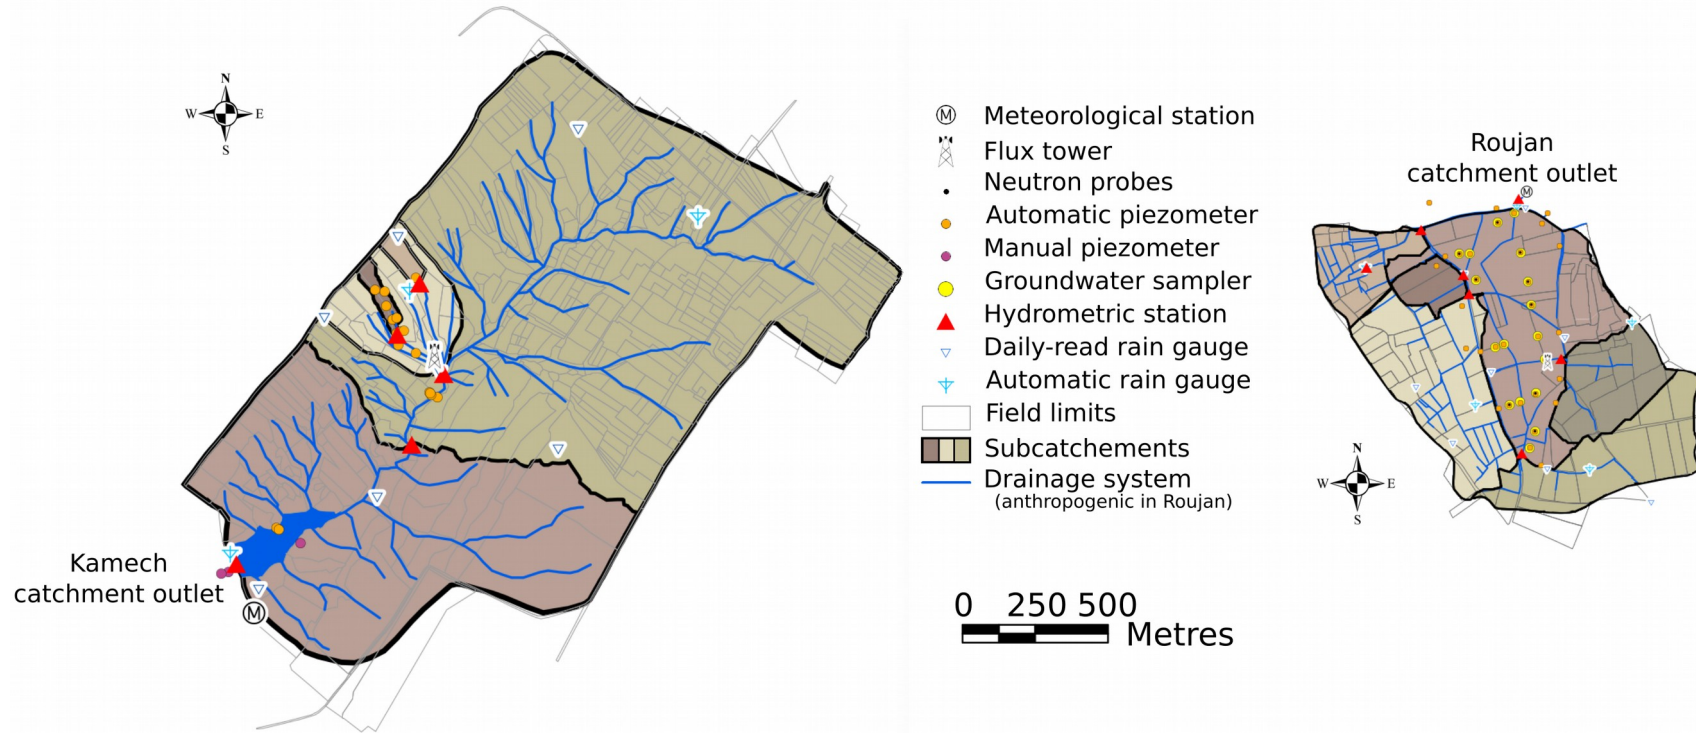 N
W E
S
Kamech
catchment outlet
M
M Meteorological station
Flux tower
Neutron probes
Automatic piezometer
Manual piezometer
Groundwater sampler
Hydrometric station
Daily-read rain gauge
Automatic rain gauge
Field limits
Subcatchements
Drainage system
(anthropogenic in Roujan)
0 250 500
Metres
Roujan
catchment outlet
M
N
W E
S